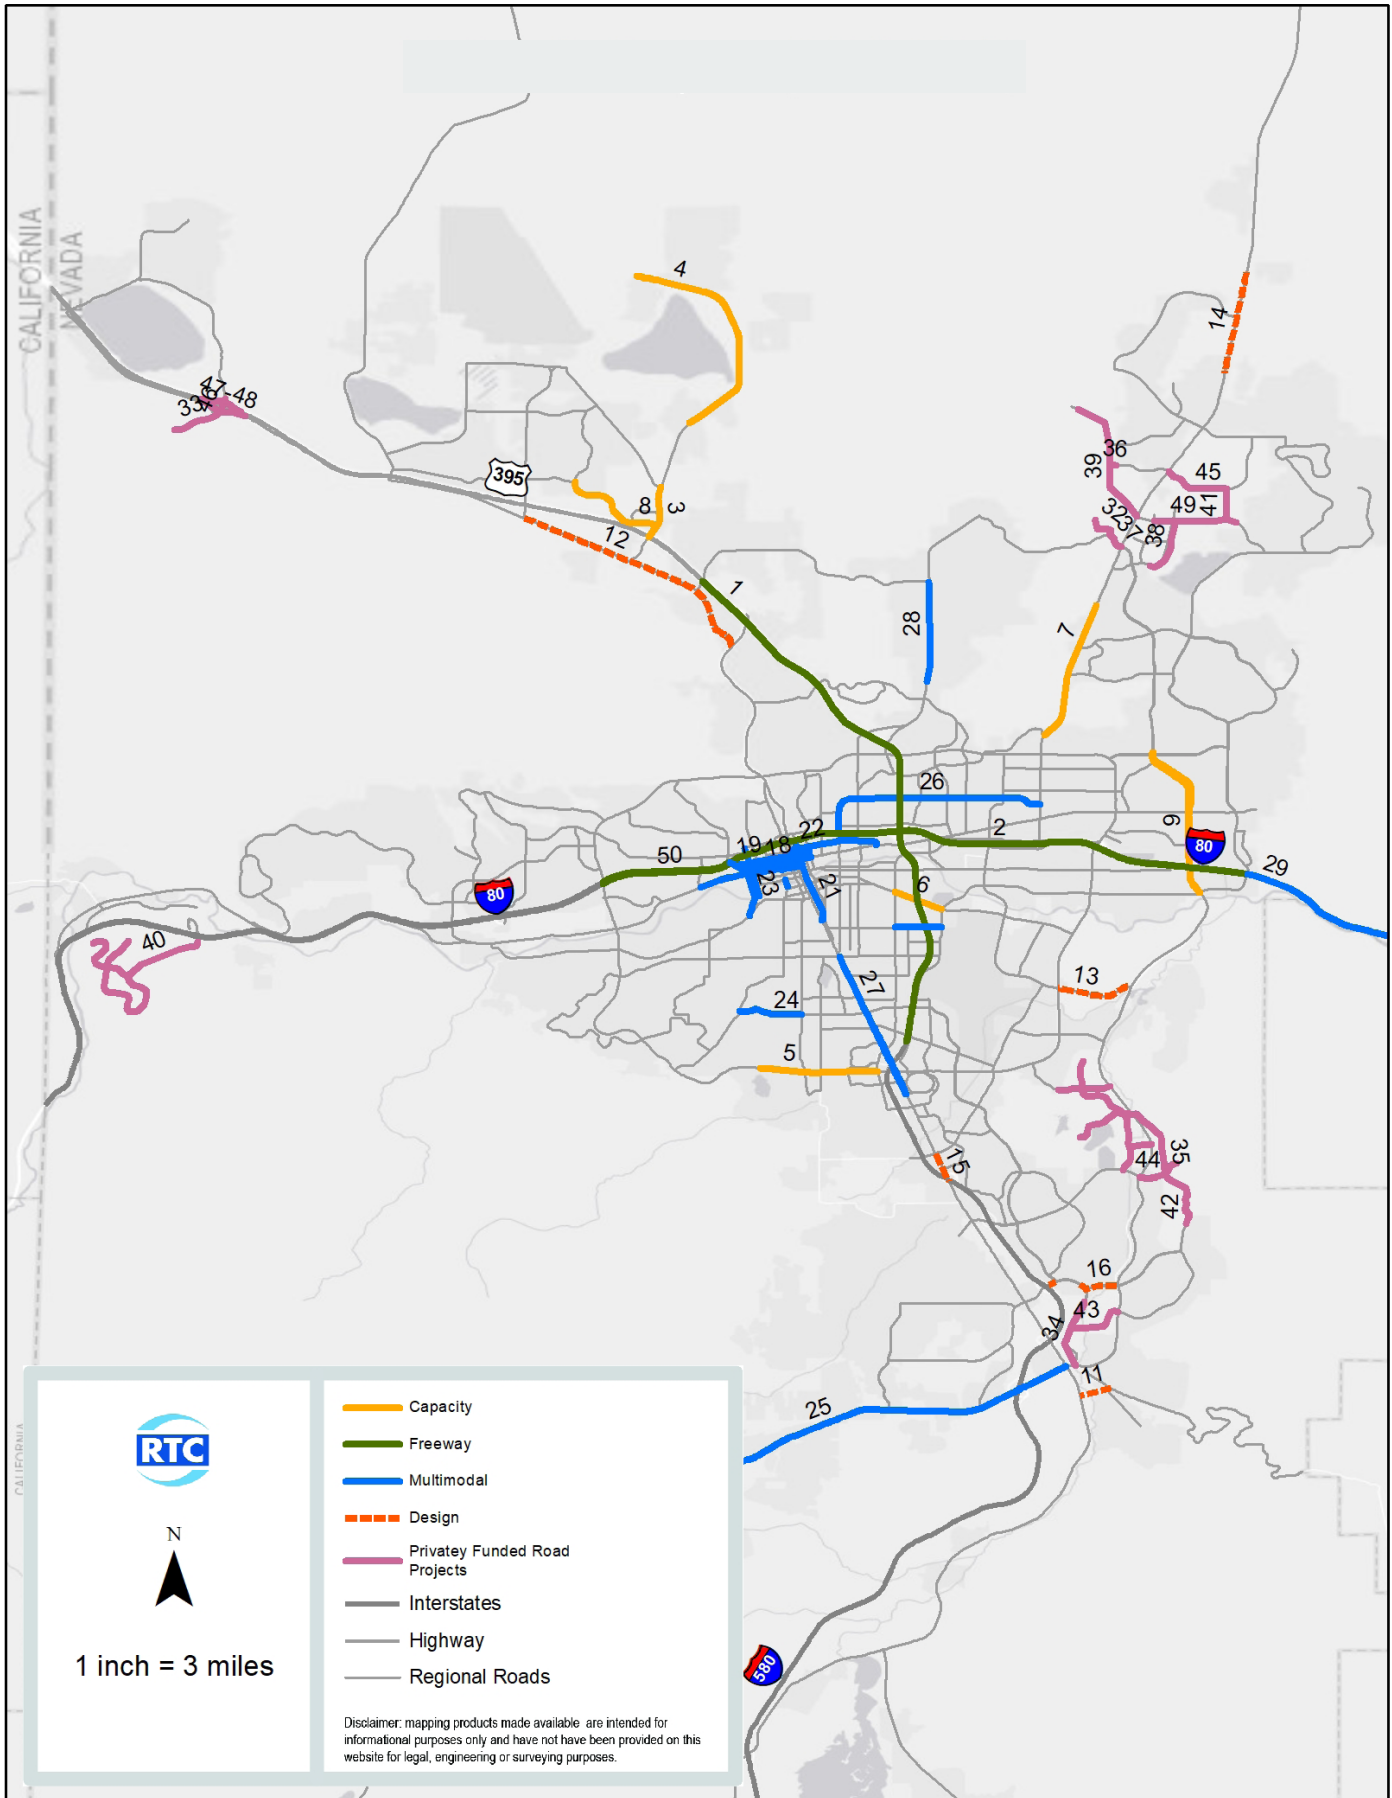 CALIFORNIA
NEVADA
4
14
47-48
33
395
36
39
45
49
41
32
37
38
8
3
12
1
28
7
26
22
2
19
18
9
80
50
23
21
6
29
80
40
27
13
24
5
35
44
15
42
16
43
34
11
25
CALIFORNIA
RTC
N
1 inch = 3 miles
Capacity
Freeway
Multimodal
Design
Privatey Funded Road
Projects
Interstates
Highway
Regional Roads
Disclaimer: mapping products made available are intended for
informational purposes only and have not have been provided on this
website for legal, engineering or surveying purposes.
580